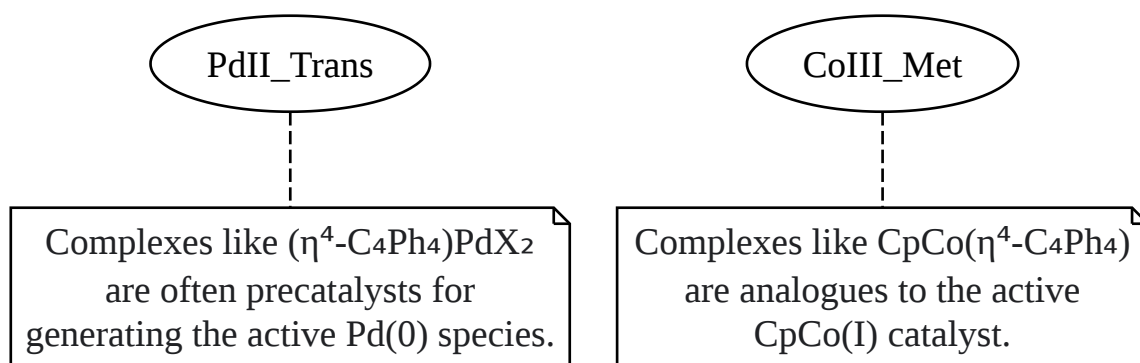 PdII_Trans
CoIII_Met
Complexes like (η⁴-C₄Ph₄)PdX₂
are often precatalysts for
generating the active Pd(0) species.
Complexes like CpCo(η⁴-C₄Ph₄)
are analogues to the active
CpCo(I) catalyst.